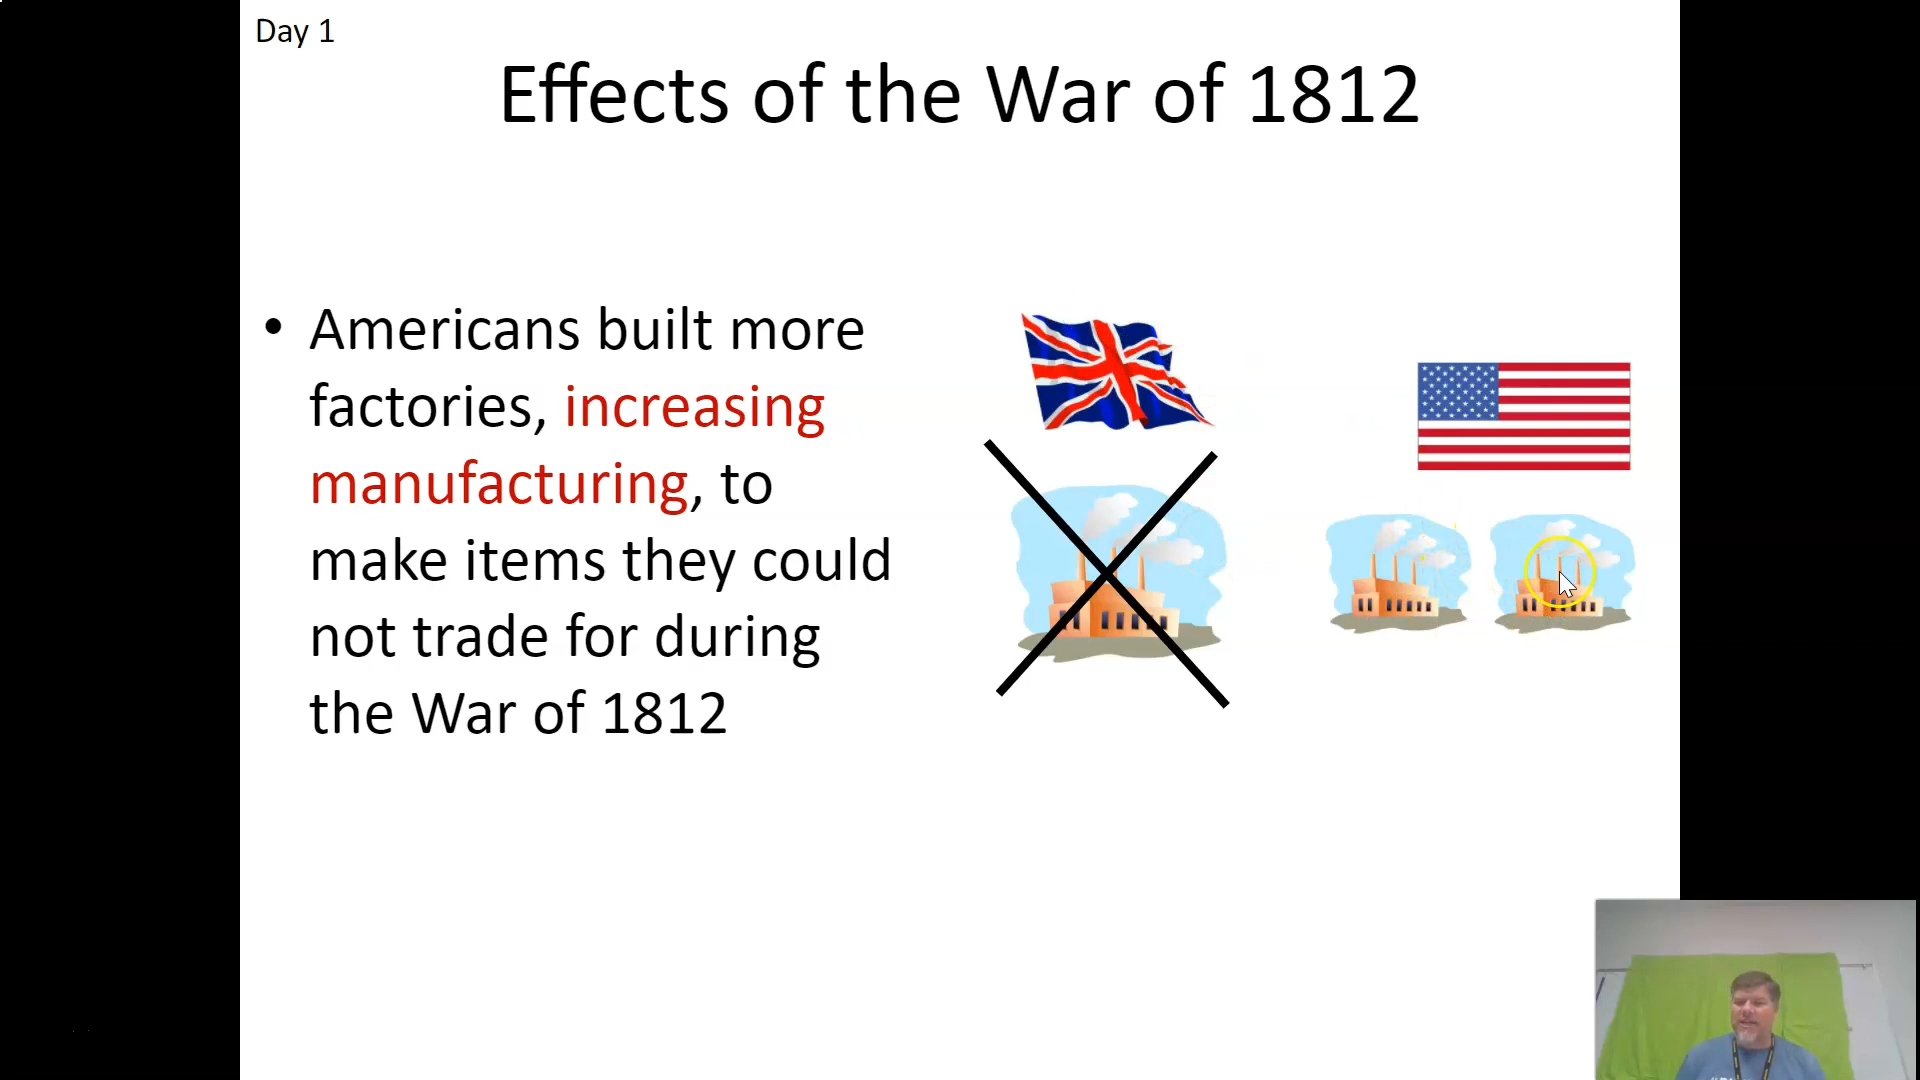 Day 1
Effects of the War of 1812
• Americans built more
factories, increasing
manufacturing, to
make items they could
not trade for during
the War of 1812